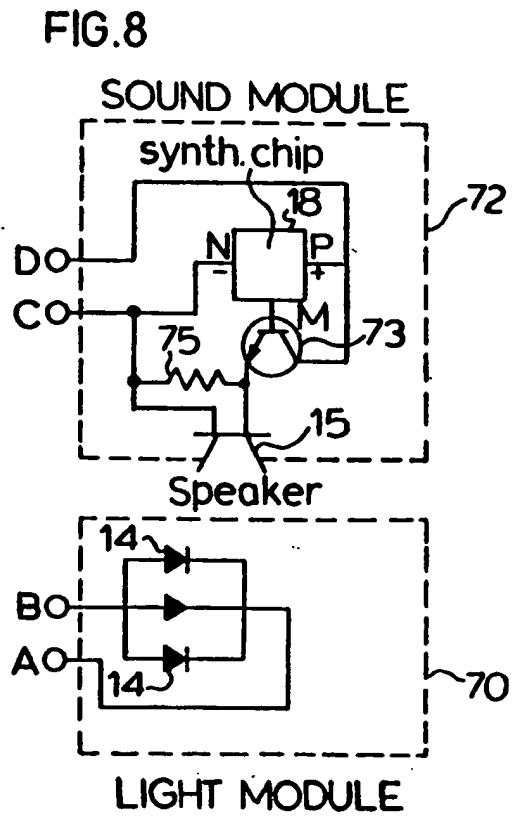 FIG.8
SOUND MODULE
synth.chip
18
72
N
P
-
+
D
C
M
73
75
15
Speaker
14
B
A
14
70
LIGHT MODULE